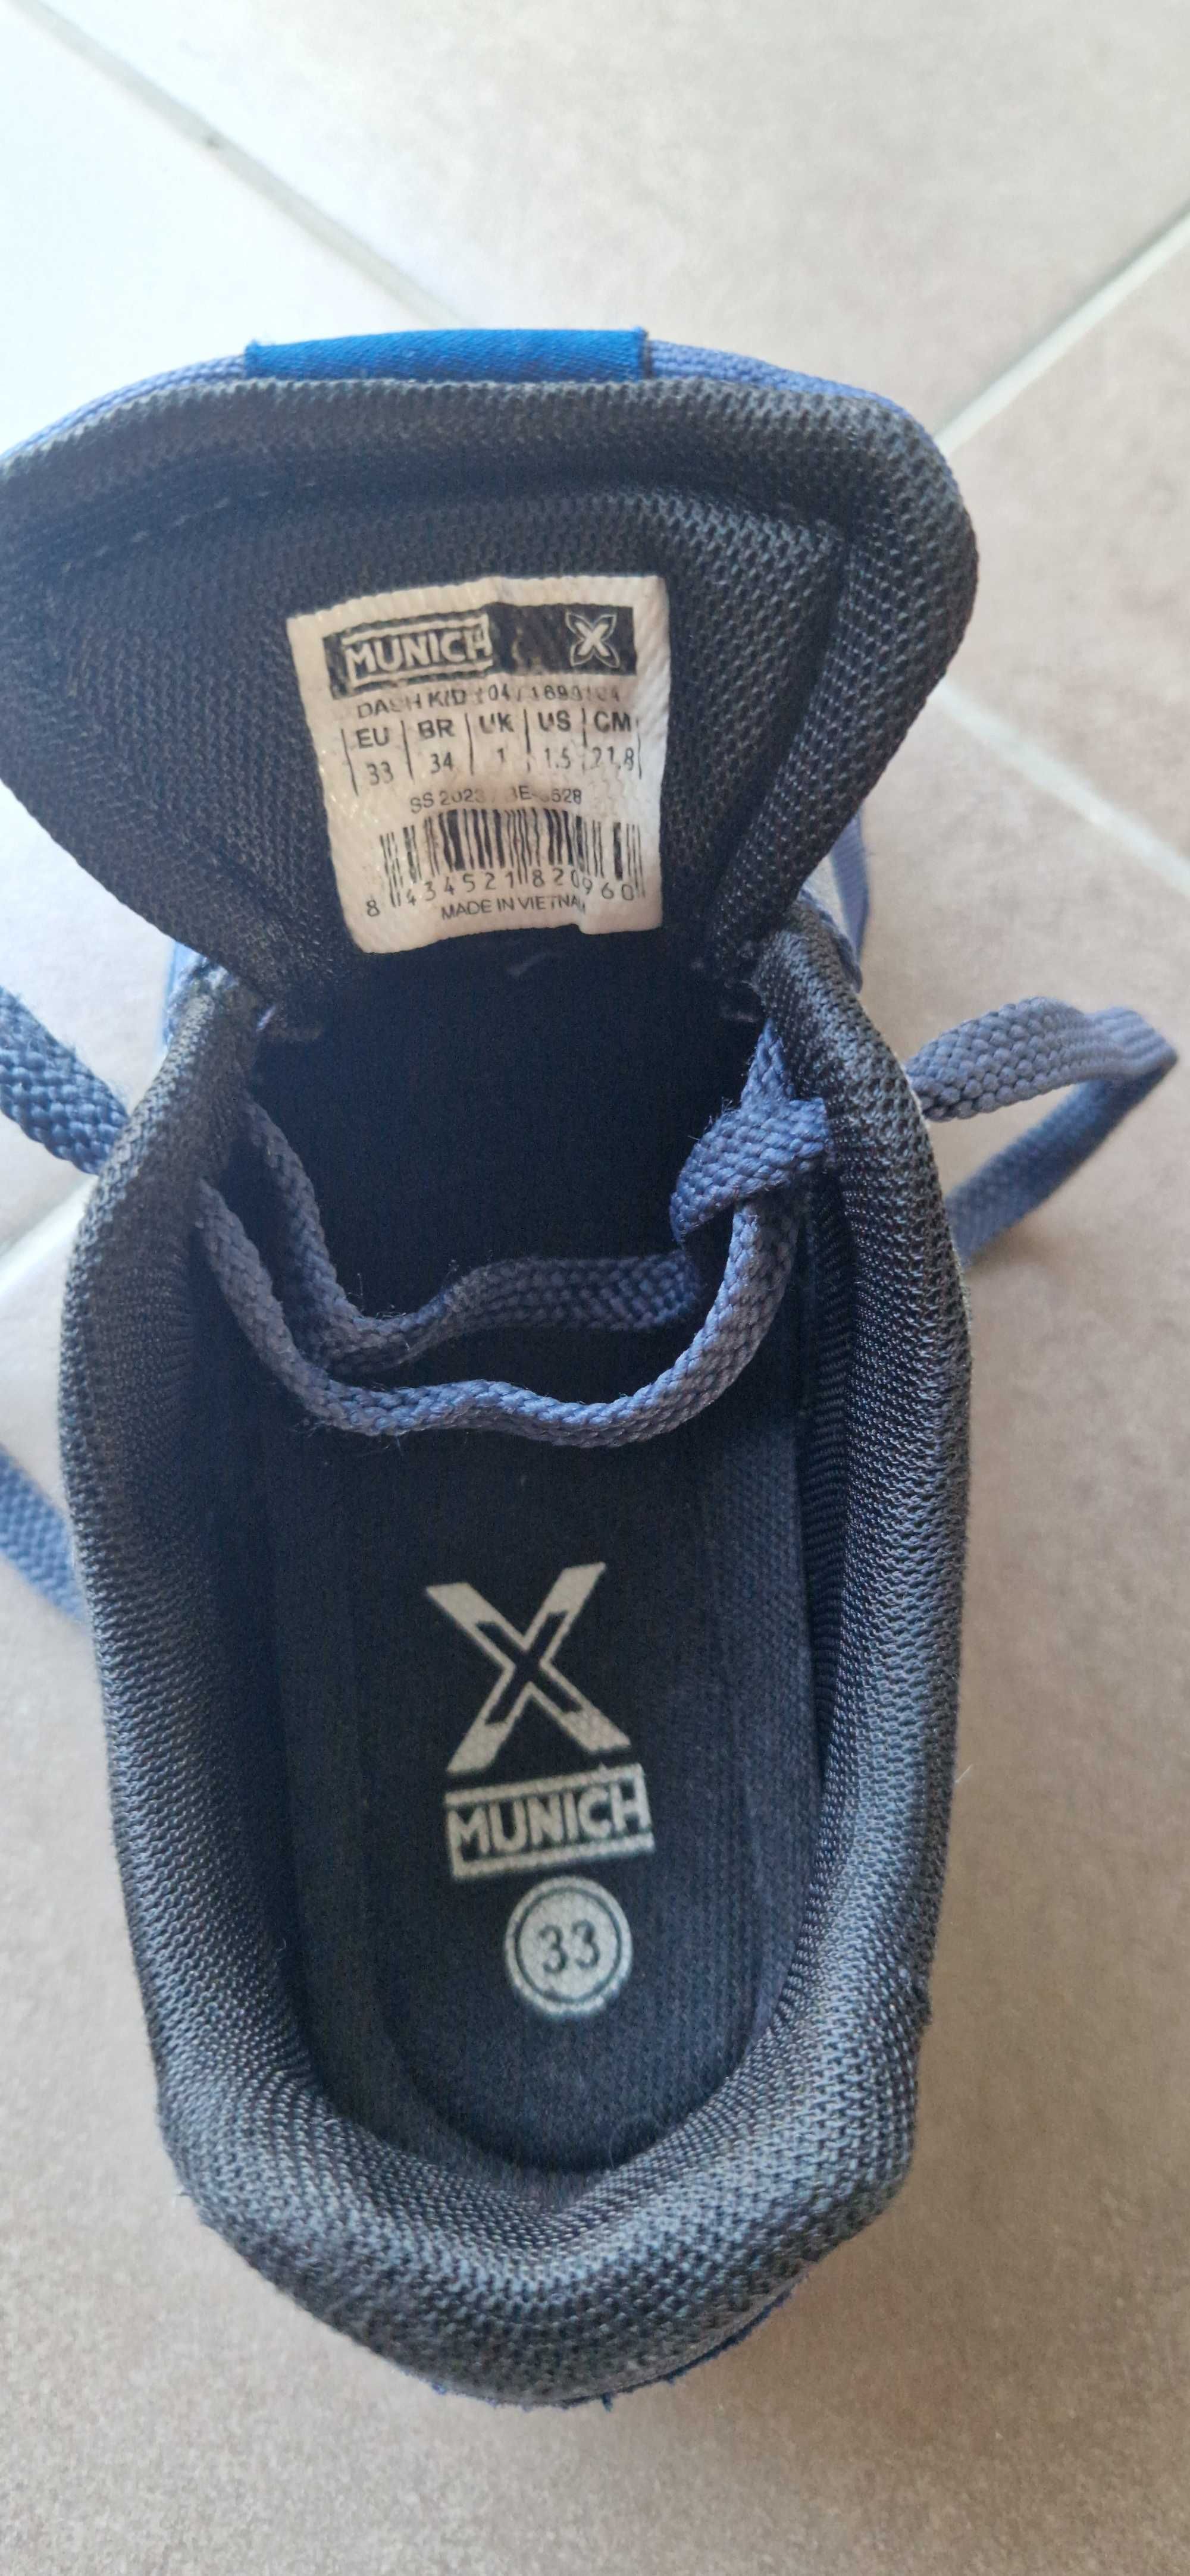 MUNICH X
DASH KID
EU BR UK US CM
33 34 1 1.5 21,8
SS 2023
8 434521 820960
MADE IN VIETNAM
X
MUNICH
33